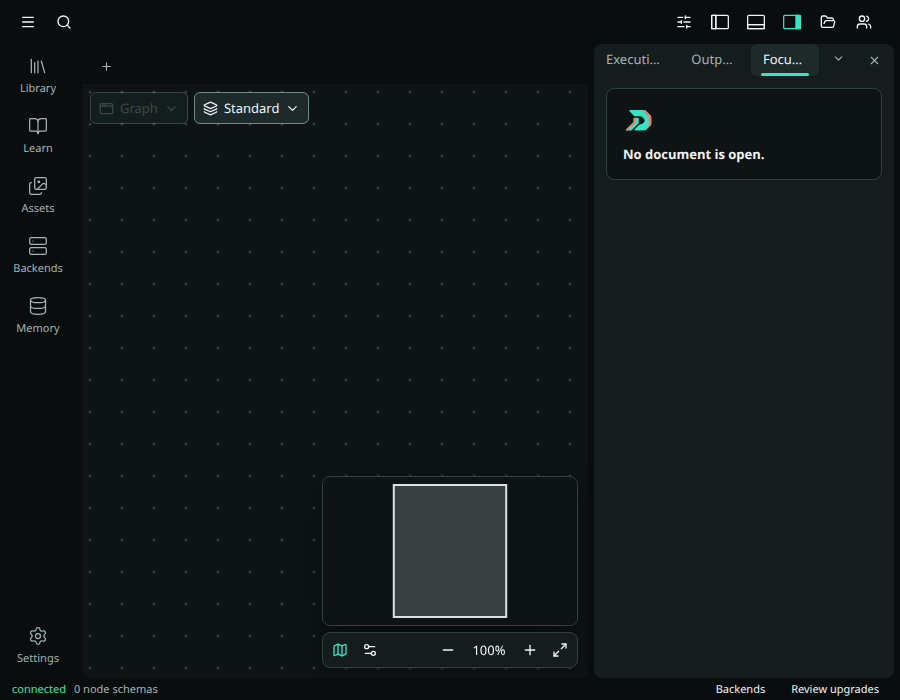 Library
Learn
Assets
Backends
Memory
Settings
Graph
Standard
100%
Executi...
Outp...
Focu...
No document is open.
connected
0 node schemas
Backends
Review upgrades